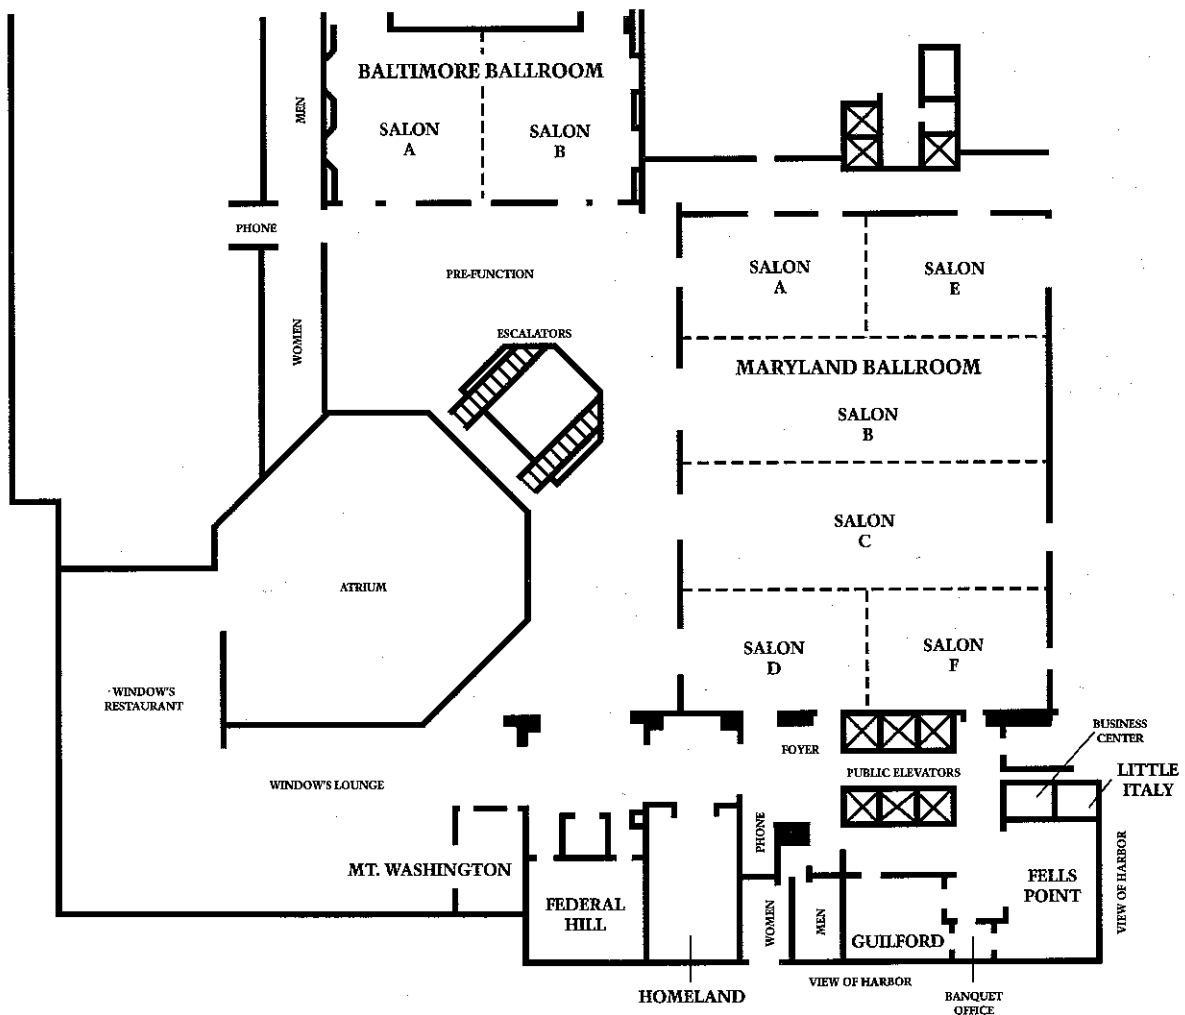 BALTIMORE BALLROOM
MEN
SALON
A
SALON
B
PHONE
PRE-FUNCTION
SALON
A
SALON
E
WOMEN
ESCALATORS
MARYLAND BALLROOM
SALON
B
SALON
C
ATRIUM
SALON
D
SALON
F
WINDOW'S
RESTAURANT
FOYER
BUSINESS
CENTER
PUBLIC ELEVATORS
LITTLE
ITALY
WINDOW'S LOUNGE
PHONE
MT. WASHINGTON
FEDERAL
HILL
FELLS
POINT
VIEW OF HARBOR
WOMEN
MEN
GUILFORD
VIEW OF HARBOR
HOMELAND
BANQUET
OFFICE